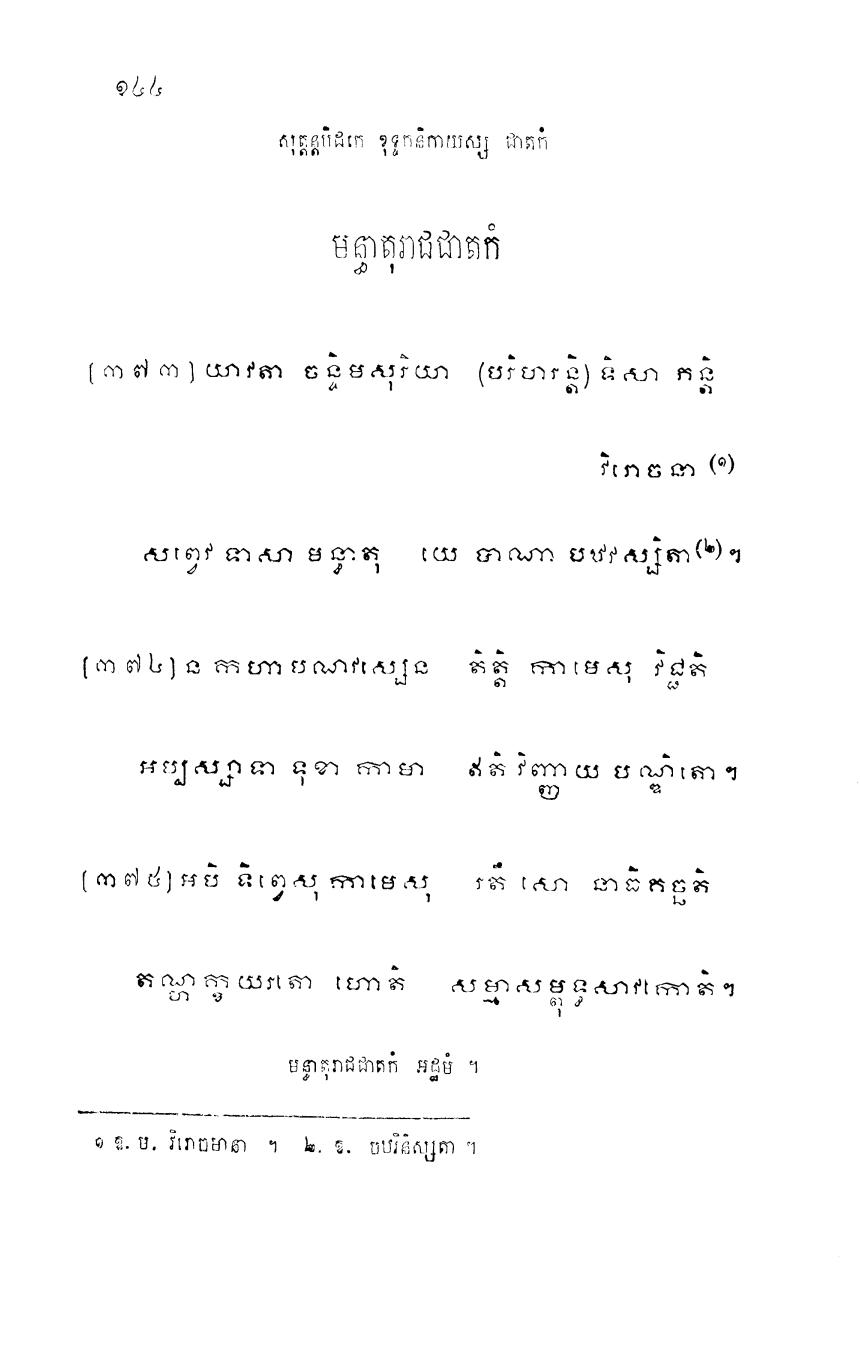 ១៤៤
សុត្តន្តបិដកេ ខុទ្ទកនិកាយស្ស ជាតកំ
មន្ធាតុរាជជាតកំ
[៣៧៣] យាវតា ចន្ទិមសុរិយា (បរិហរន្តិ) ទិសា ភន្តិ
វិរោចនា (១)
សព្វេវ ទាសា មន្ធាតុ យេ បាណា បឋវស្សិតា (២) ។
[៣៧៤] ន កហាបណវស្សេន តិត្តិ កាមេសុ វិជ្ជតិ
អប្បស្សាទា ទុខា កាមា ឥតិ វិញ្ញាយ បណ្ឌិតោ ។
[៣៧៥] អបិ ទិព្វេសុ កាមេសុ រតឹ សោ នាធិគច្ឆតិ
តណ្ហក្ខយរតោ ហោតិ សម្មាសម្ពុទ្ធសាវកោតិ ។
មន្ធាតុរាជជាតកំ អដ្ឋមំ ។
១ ឱ. ម. វិរោចមានា ។ ២. ឱ.